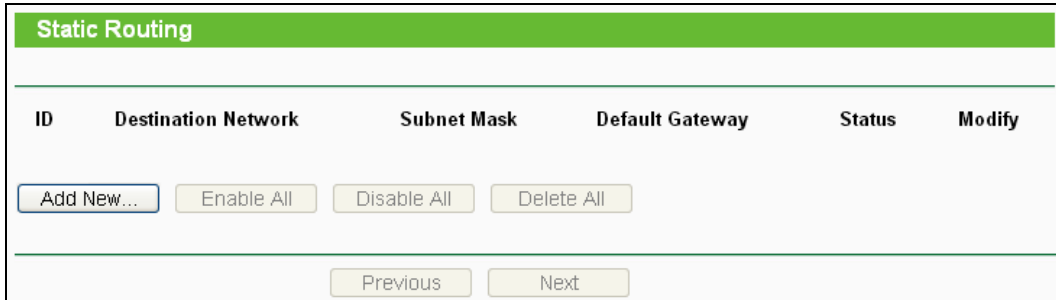 Static Routing
ID Destination Network Subnet Mask Default Gateway Status Modify
Add New... Enable All Disable All Delete All
Previous Next